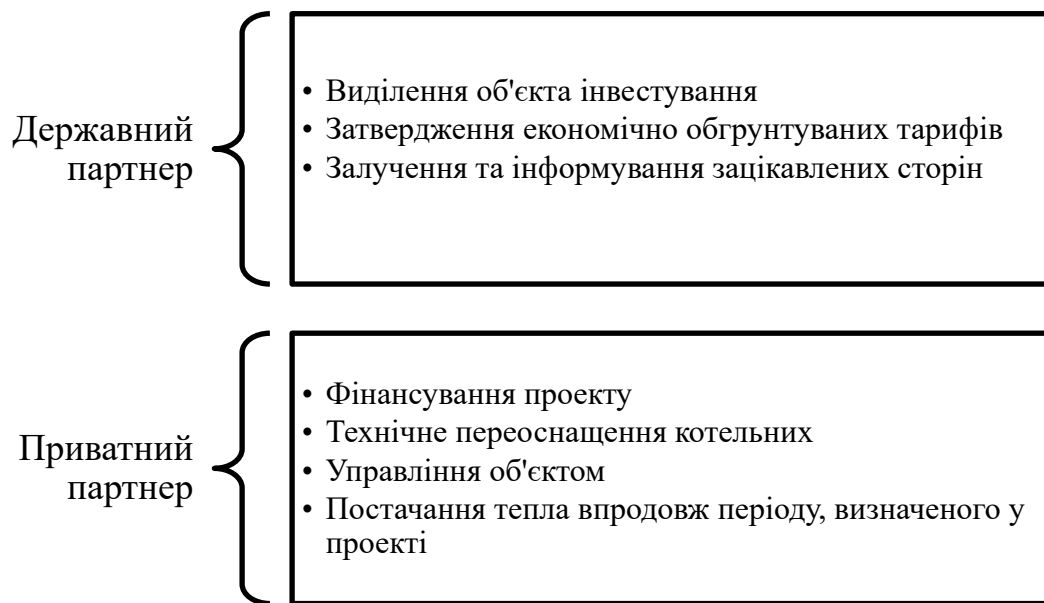 Державний
партнер
• Виділення об'єкта інвестування
• Затвердження економічно обгрунтуваних тарифів
• Залучення та інформування зацікавлених сторін
Приватний
партнер
• Фінансування проекту
• Технічне переоснащення котельних
• Управління об'єктом
• Постачання тепла впродовж періоду, визначеного у
проекті